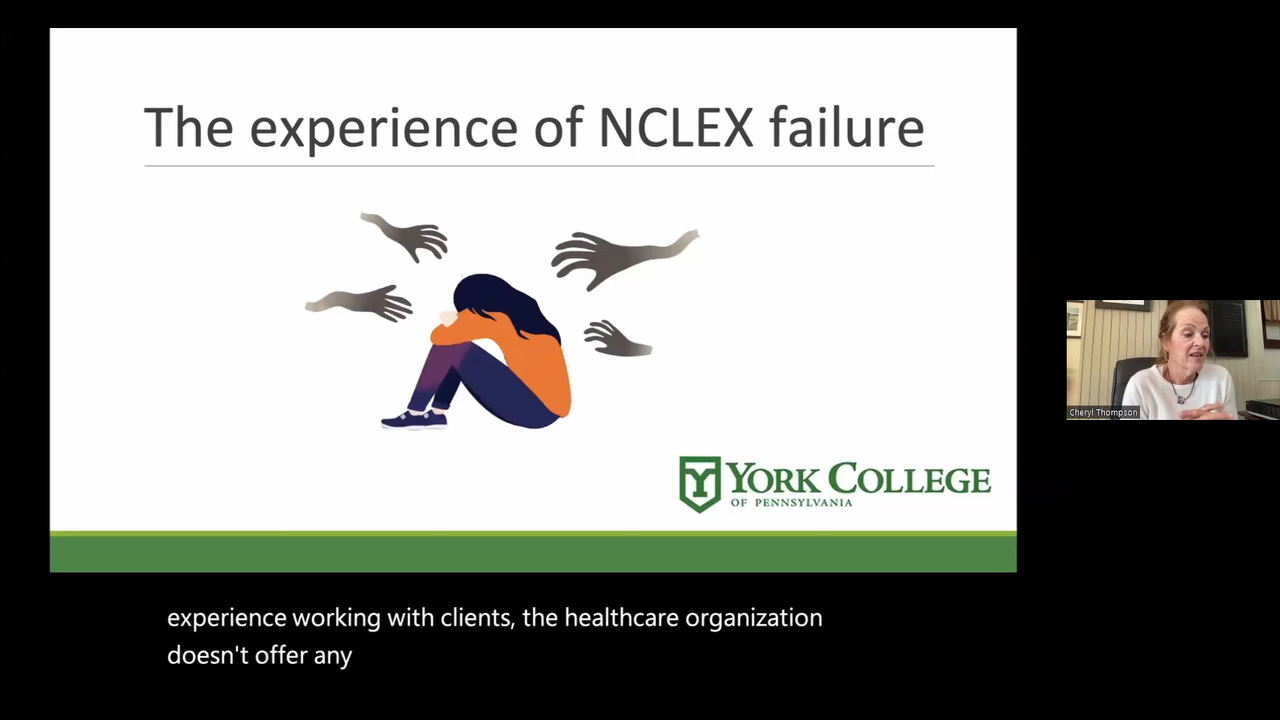 The experience of NCLEX failure
YORK COLLEGE
OF PENNSYLVANIA
Cheryl Thompson
experience working with clients, the healthcare organization
doesn't offer any